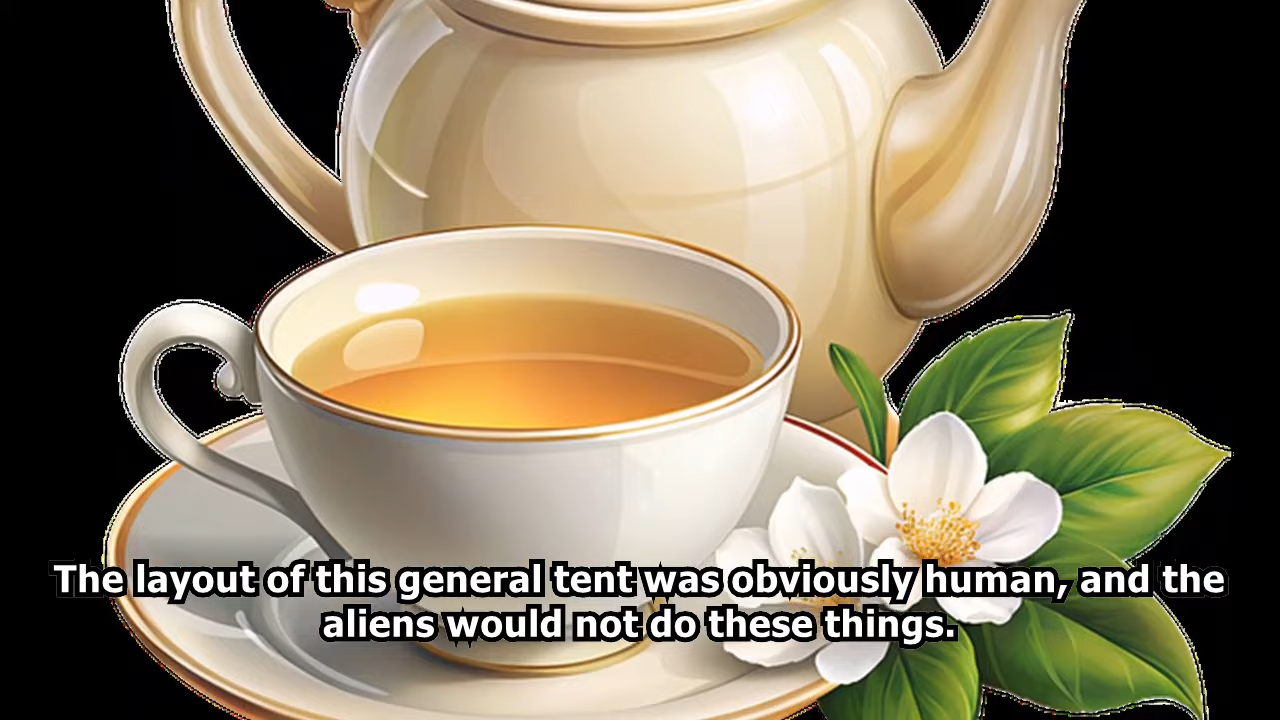 The layout of this general tent was obviously human, and the
aliens would not do these things.